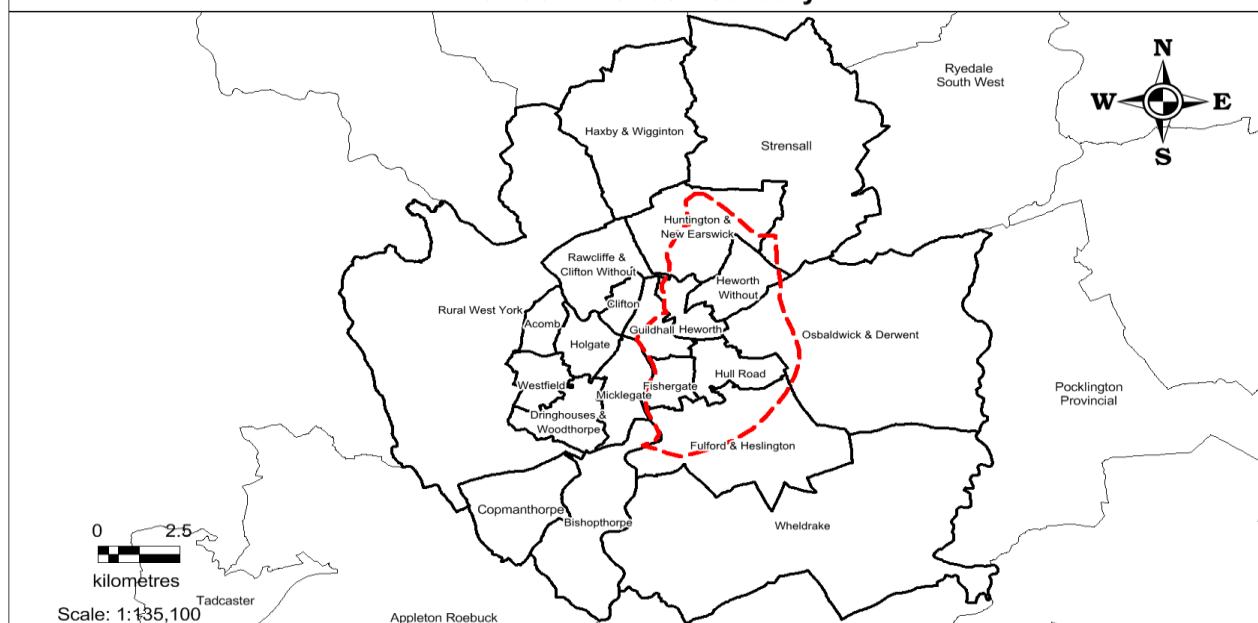 N
W E
S
Ryedale
South West
Haxby & Wigginton
Strensall
Huntington &
New Earswick
Rawcliffe &
Clifton Without
Heworth
Without
Rural West York
Clifton
Acomb
Guildhall
Heworth
Osbaldwick & Derwent
Holgate
Hull Road
Westfield
Fishergate
Micklegate
Pocklington
Provincial
Dringhouses &
Woodthorpe
Fulford & Heslington
Copmanthorpe
Bishopthorpe
Wheldrake
0 2.5
kilometres
Tadcaster
Scale: 1:135,100
Appleton Roebuck